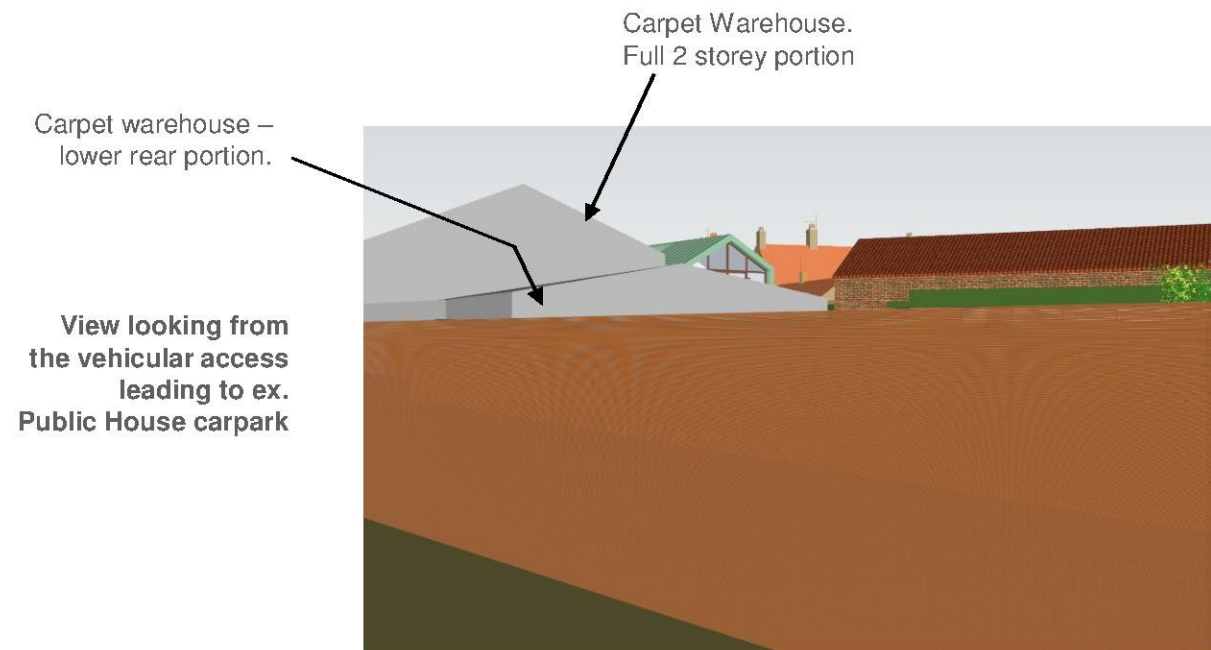 Carpet Warehouse.
Full 2 storey portion
Carpet warehouse –
lower rear portion.
View looking from
the vehicular access
leading to ex.
Public House carpark